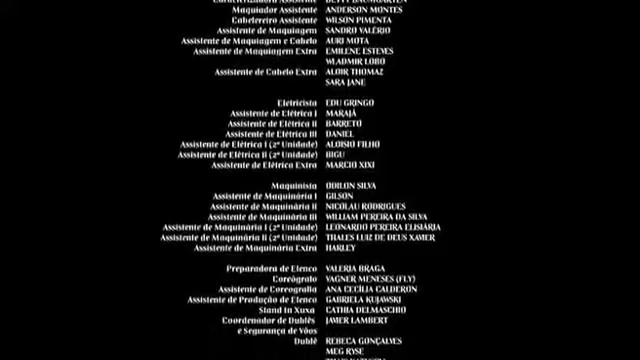 Maquiador Assistente ANDERSON MONTES
Cabelereiro Assistente WILSON PIMENTA
Assistente de Maquiagem SANDRO VALÉRIO
Assistente de Maquiagem e Cabelo AURI MOTA
Assistente de Maquiagem Extra EMILENE ESTEVES
WLADMIR LOBO
Assistente de Cabelo Extra ALOIR THOMAZ
SARA JANE
Eletricista EDU GRINGO
Assistente de Elétrica I MARAJÁ
Assistente de Elétrica II BARRETO
Assistente de Elétrica III DANIEL
Assistente de Elétrica I (2ª Unidade) ALOISIO FILHO
Assistente de Elétrica II (2ª Unidade) BIGU
Assistente de Elétrica Extra MARCIO XIXI
Maquinista ODILON SILVA
Assistente de Maquinária I GILSON
Assistente de Maquinária II NICOLAU RODRIGUES
Assistente de Maquinária III WILLIAM PEREIRA DA SILVA
Assistente de Maquinária I (2ª Unidade) LEONARDO PEREIRA ELISIÁRIA
Assistente de Maquinária II (2ª Unidade) THALES LUIZ DE DEUS XAVIER
Assistente de Maquinária Extra HARLEY
Preparadora de Elenco VALERIA BRAGA
Coreógrafo VAGNER MENESES (FLY)
Assistente de Coreografia ANA CECÍLIA CALDERON
Assistente de Produção de Elenco GABRIELA KUJAWSKI
Stand In Xuxa CATHIA DELMASCHIO
Coordenador de Dublês JAVIER LAMBERT
e Segurança de Vôos
Dublê REBECA GONÇALVES
MEG RYSE